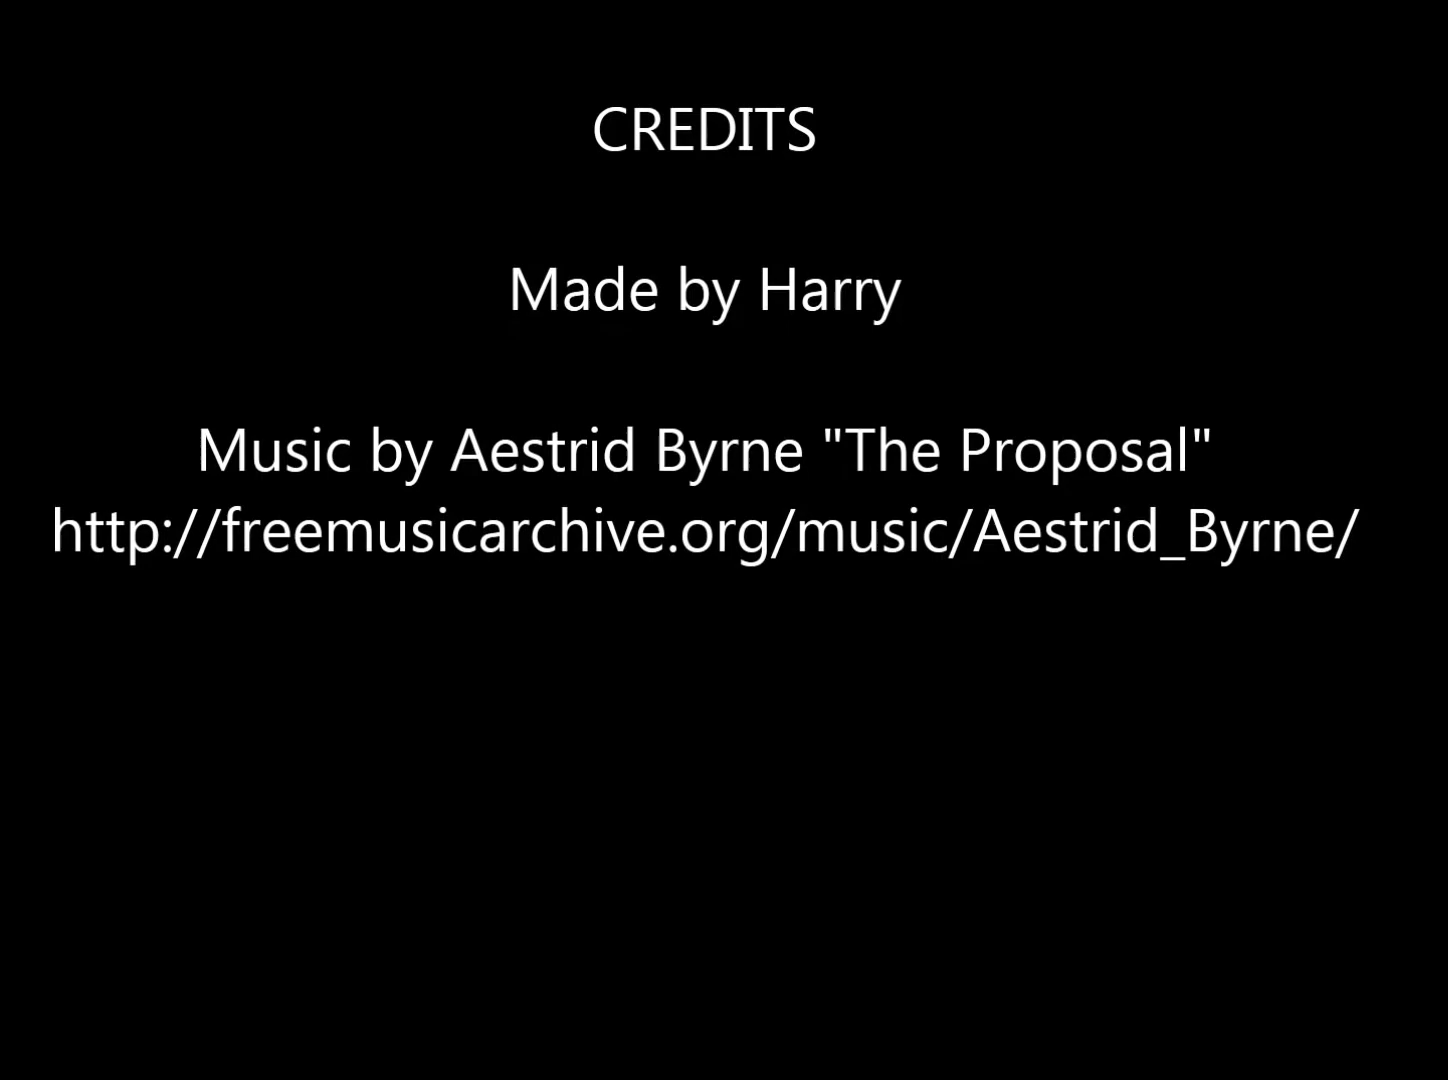 CREDITS
Made by Harry
Music by Aestrid Byrne "The Proposal"
http://freemusicarchive.org/music/Aestrid_Byrne/